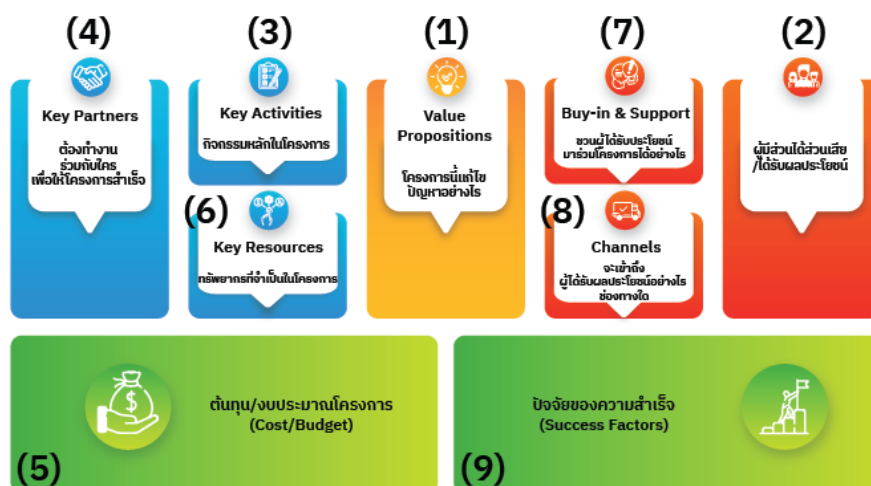 (4)
Key Partners
ต้องทำงาน
ร่วมกับใคร
เพื่อให้โครงการสำเร็จ
(3)
Key Activities
กิจกรรมหลักในโครงการ
(6)
Key Resources
ทรัพยากรที่จำเป็นในโครงการ
(1)
Value
Propositions
โครงการนี้แก้ไข
ปัญหาอย่างไร
(7)
Buy-in & Support
ชวนผู้ได้รับประโยชน์
มาร่วมโครงการได้อย่างไร
(8)
Channels
จะเข้าถึง
ผู้ได้รับผลประโยชน์อย่างไร
ช่องทางใด
(2)
ผู้มีส่วนได้ส่วนเสีย
/ได้รับผลประโยชน์
(5)
$
ต้นทุน/งบประมาณโครงการ
(Cost/Budget)
(9)
ปัจจัยของความสำเร็จ
(Success Factors)